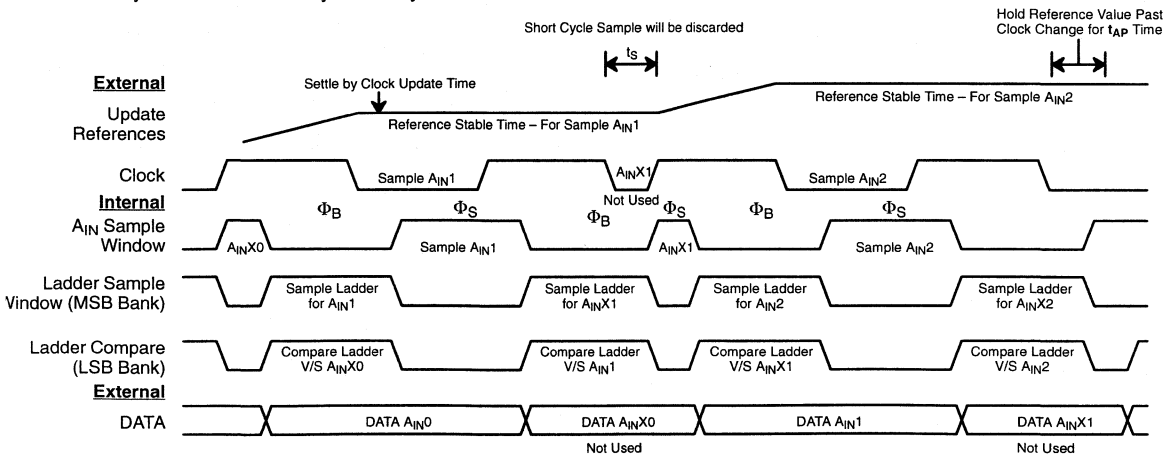 Hold Reference Value Past
Clock Change for tAP Time
Short Cycle Sample will be discarded
tS
External
Settle by Clock Update Time
Update
References
Reference Stable Time – For Sample AIN1
Reference Stable Time – For Sample AIN2
Clock
Sample AIN1
AINX1
Sample AIN2
Not Used
Internal
ΦB
ΦS
ΦB
ΦS
ΦB
ΦS
AIN Sample
Window
AINX0
Sample AIN1
AINX1
Sample AIN2
Ladder Sample
Window (MSB Bank)
Sample Ladder
for AIN1
Sample Ladder
for AINX1
Sample Ladder
for AIN2
Sample Ladder
for AINX2
Ladder Compare
(LSB Bank)
Compare Ladder
V/S AINX0
Compare Ladder
V/S AIN1
Compare Ladder
V/S AINX1
Compare Ladder
V/S AIN2
External
DATA
DATA AIN0
DATA AINX0
DATA AIN1
DATA AINX1
Not Used
Not Used